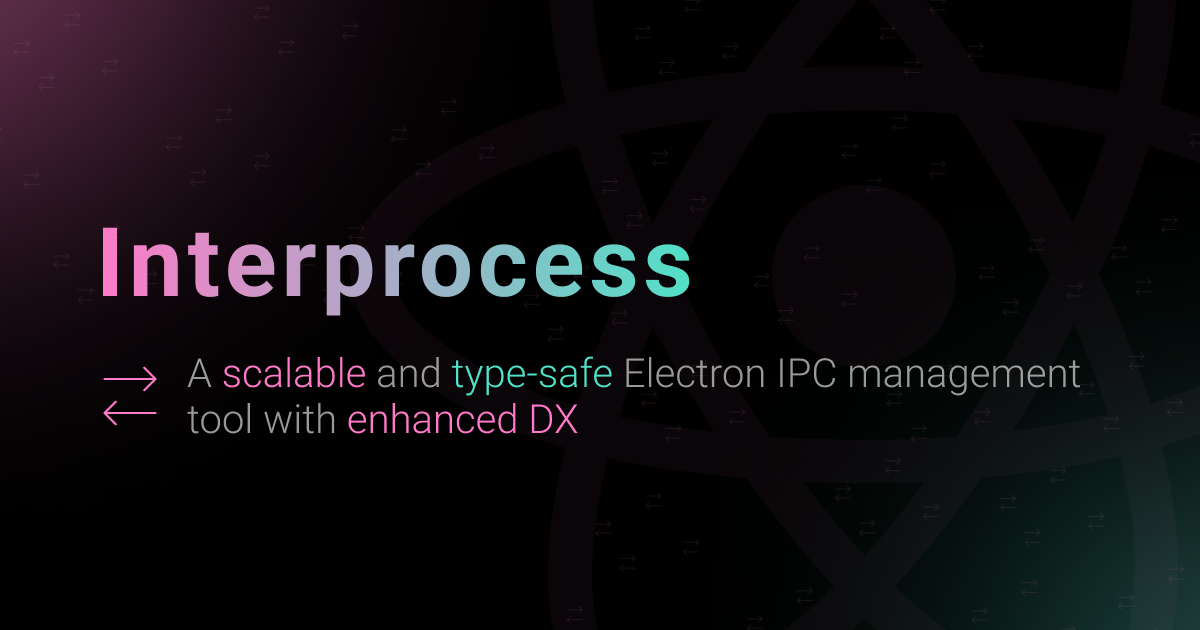 Interprocess
A scalable and type-safe Electron IPC management
tool with enhanced DX